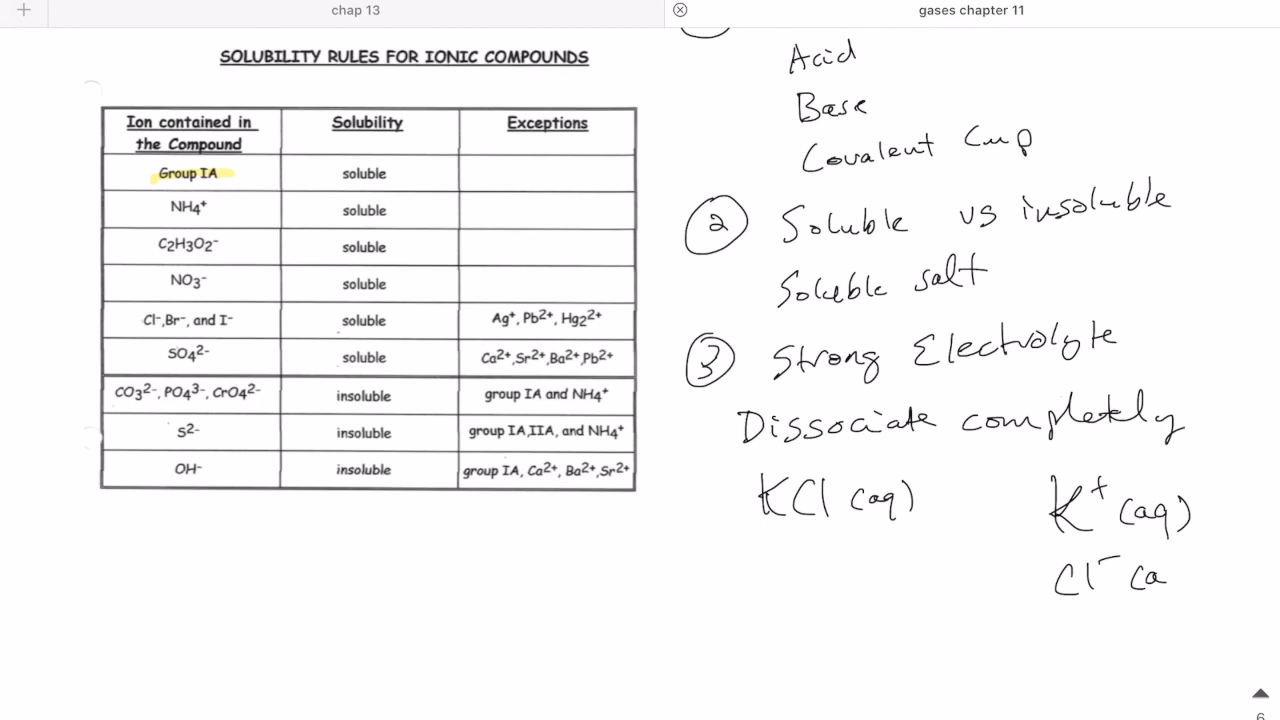 chap 13
gases chapter 11
SOLUBILITY RULES FOR IONIC COMPOUNDS
Ion contained in the Compound Solubility Exceptions
Group IA soluble
NH4+ soluble
C2H3O2- soluble
NO3- soluble
Cl-,Br-, and I- soluble Ag+, Pb2+, Hg22+
SO42- soluble Ca2+,Sr2+,Ba2+,Pb2+
CO32-, PO43-, CrO42- insoluble group IA and NH4+
S2- insoluble group IA,IIA, and NH4+
OH- insoluble group IA, Ca2+, Ba2+,Sr2+
Acid
Base
Covalent Cmp
2 Soluble vs insoluble
Soluble salt
3 Strong Electrolyte
Dissociate completely
KCl (aq) K+ (aq)
Cl- (a
6